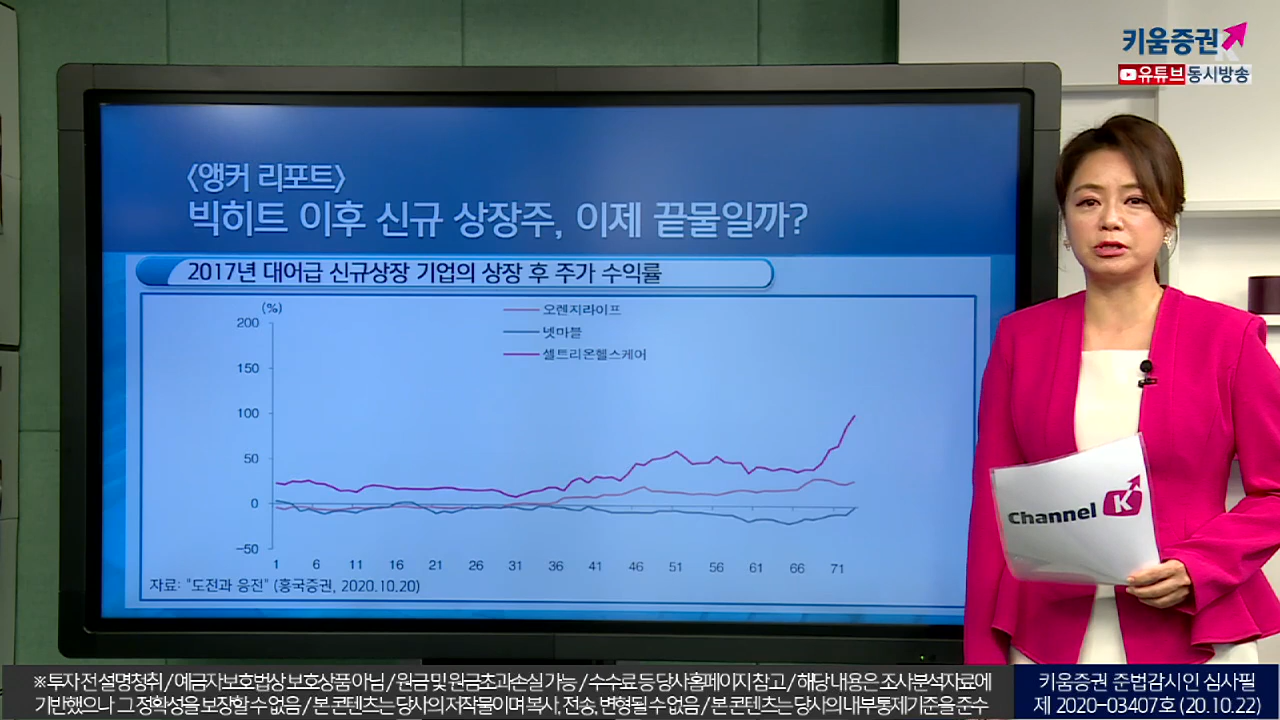 키움증권
유튜브 동시방송
<앵커 리포트>
빅히트 이후 신규 상장주, 이제 끝물일까?
2017년 대어급 신규상장 기업의 상장 후 주가 수익률
(%)
오렌지라이프
넷마블
셀트리온헬스케어
200
150
100
50
0
-50
1 6 11 16 21 26 31 36 41 46 51 56 61 66 71
자료: "도전과 응전" (흥국증권, 2020.10.20)
Channel K
※ 투자 전 설명청취 / 예금자보호법상 보호상품 아님 / 원금 및 원금초과손실 가능 / 수수료 등 당사홈페이지 참고 / 해당 내용은 조사분석자료에
기반했으나 그 정확성을 보장할 수 없음 / 본 콘텐츠는 당사의 저작물이며 복사, 전송, 변형될 수 없음 / 본 콘텐츠는 당사의 내부통제기준을 준수
키움증권 준법감시인 심사필
제 2020-03407호 (20.10.22)